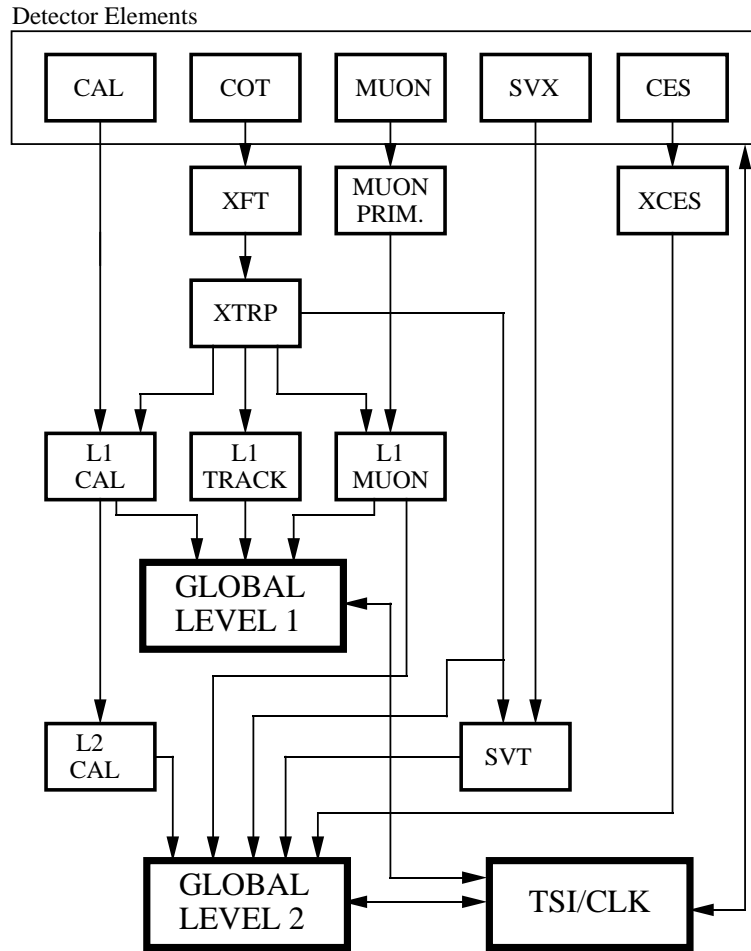 Detector Elements
CAL
COT
MUON
SVX
CES
XFT
MUON
PRIM.
XCES
XTRP
L1
CAL
L1
TRACK
L1
MUON
GLOBAL
LEVEL 1
L2
CAL
SVT
GLOBAL
LEVEL 2
TSI/CLK